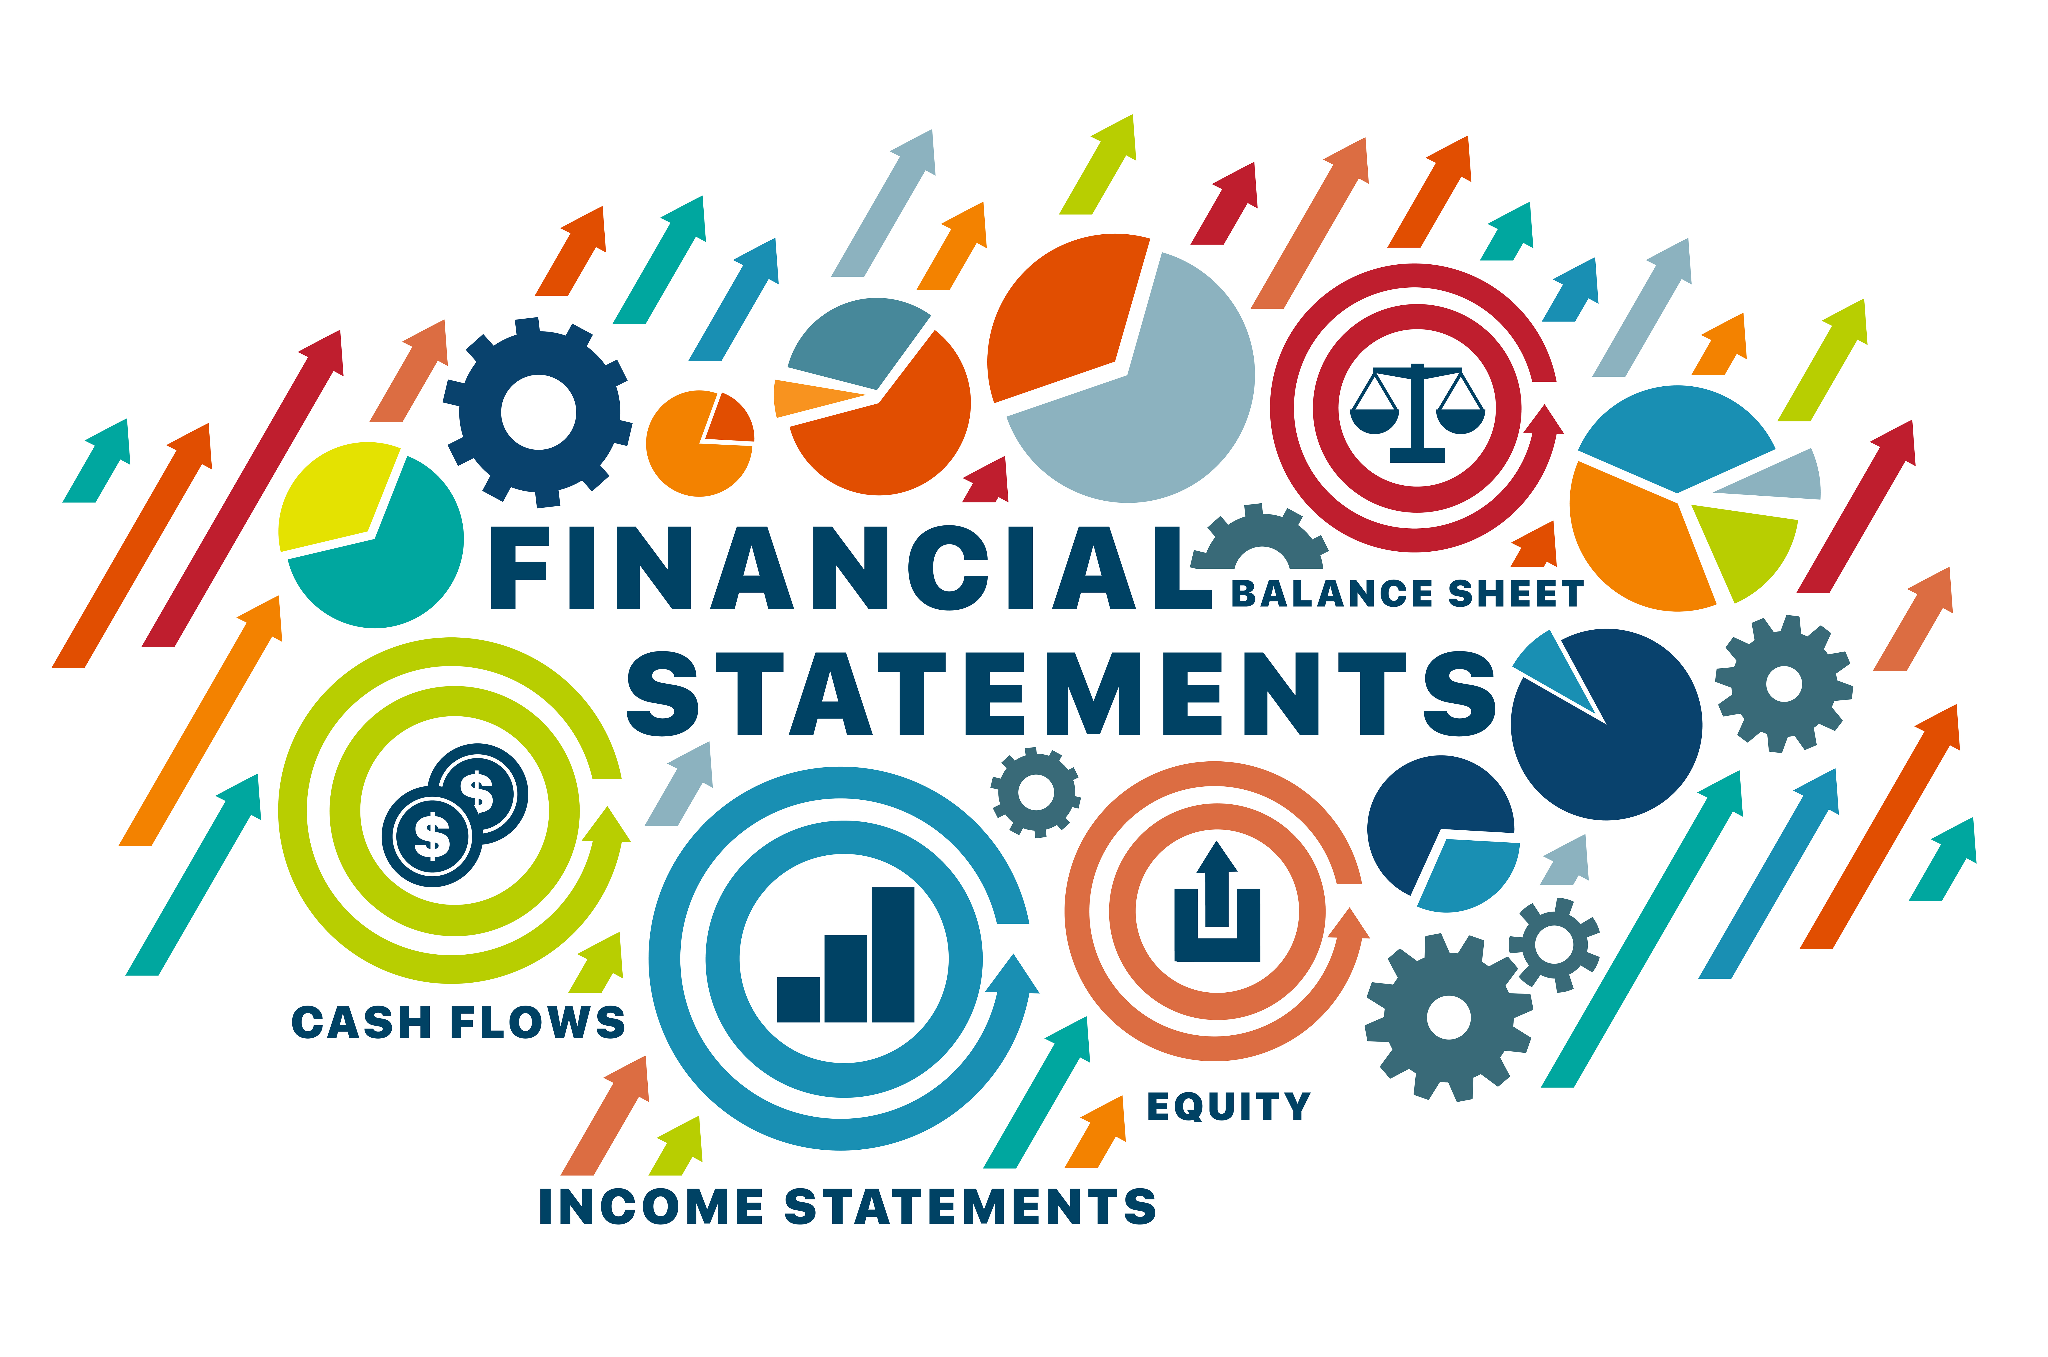 FINANCIAL
BALANCE SHEET
STATEMENTS
$
$
CASH FLOWS
EQUITY
INCOME STATEMENTS